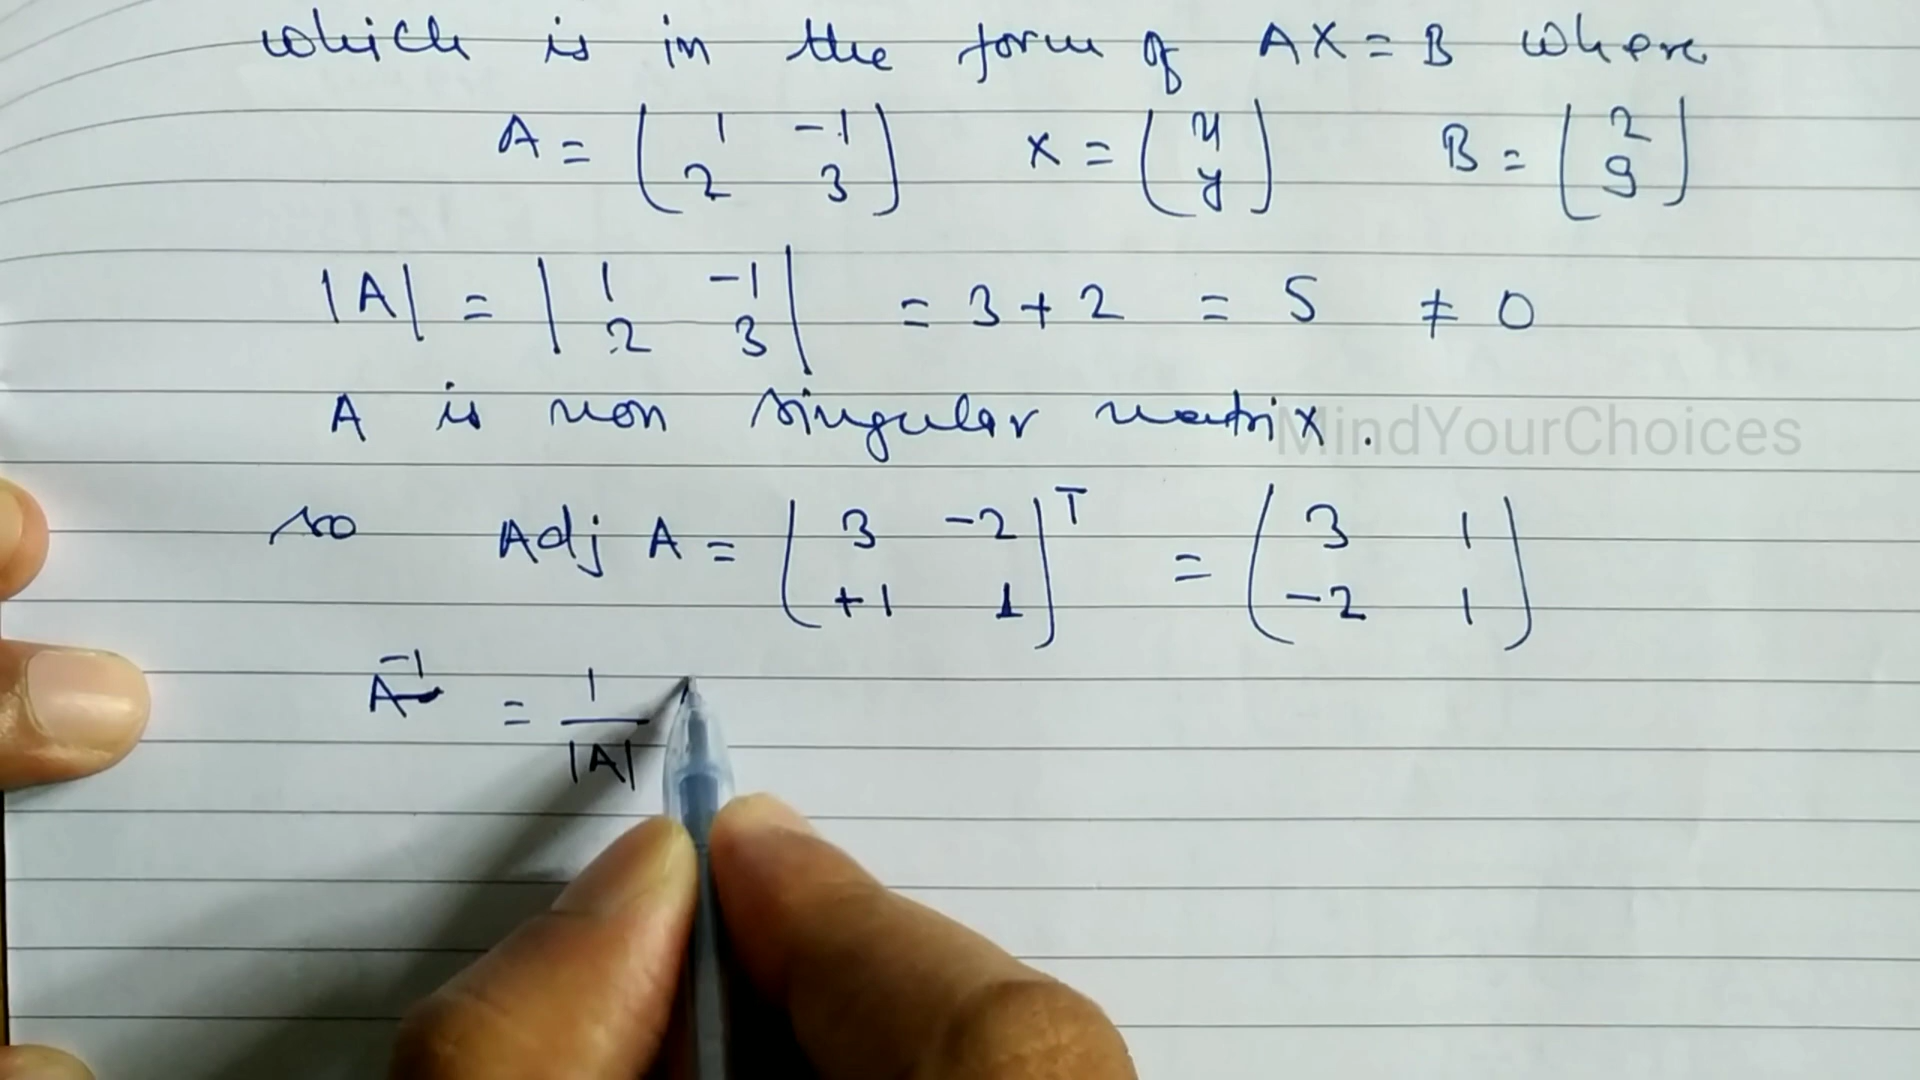 which is in the form of AX = B where
A = ( 1 -1 2 3 ) X = ( x y ) B = ( 2 9 )
|A| = | 1 -1 2 3 | = 3 + 2 = 5 ≠ 0
A is non singular matrix.
MindYourChoices
so Adj A = ( 3 -2 +1 1 )ᵀ = ( 3 1 -2 1 )
A⁻¹ = 1/|A|